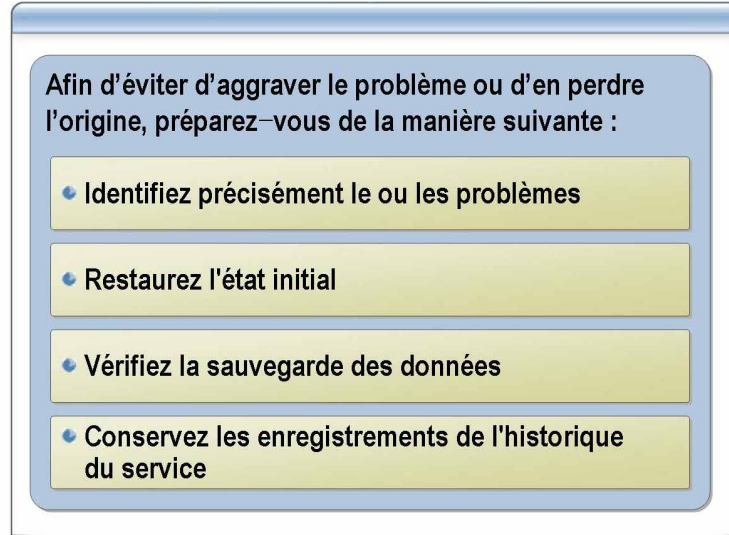 Afin d’éviter d’aggraver le problème ou d’en perdre
l’origine, préparez−vous de la manière suivante :
Identifiez précisément le ou les problèmes
Restaurez l'état initial
Vérifiez la sauvegarde des données
Conservez les enregistrements de l'historique
du service